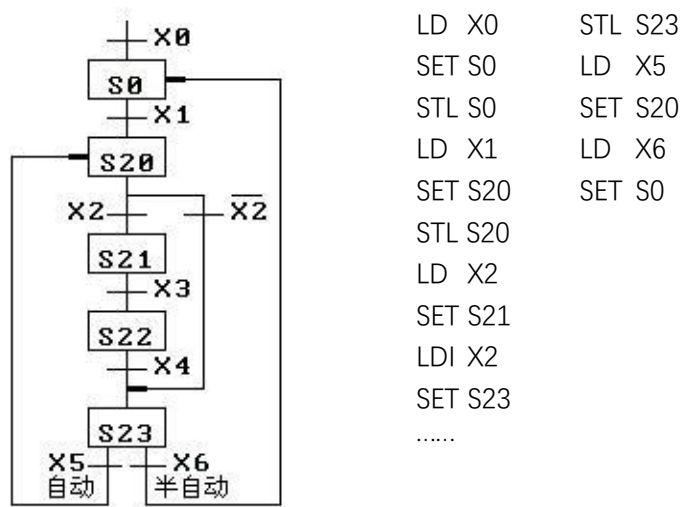 X0
S0
X1
S20
X2
X2
S21
X3
S22
X4
S23
X5
X6
自动
半自动
LD X0
SET S0
STL S0
LD X1
SET S20
STL S20
LD X2
SET S21
LDI X2
SET S23
……
STL S23
LD X5
SET S20
LD X6
SET S0